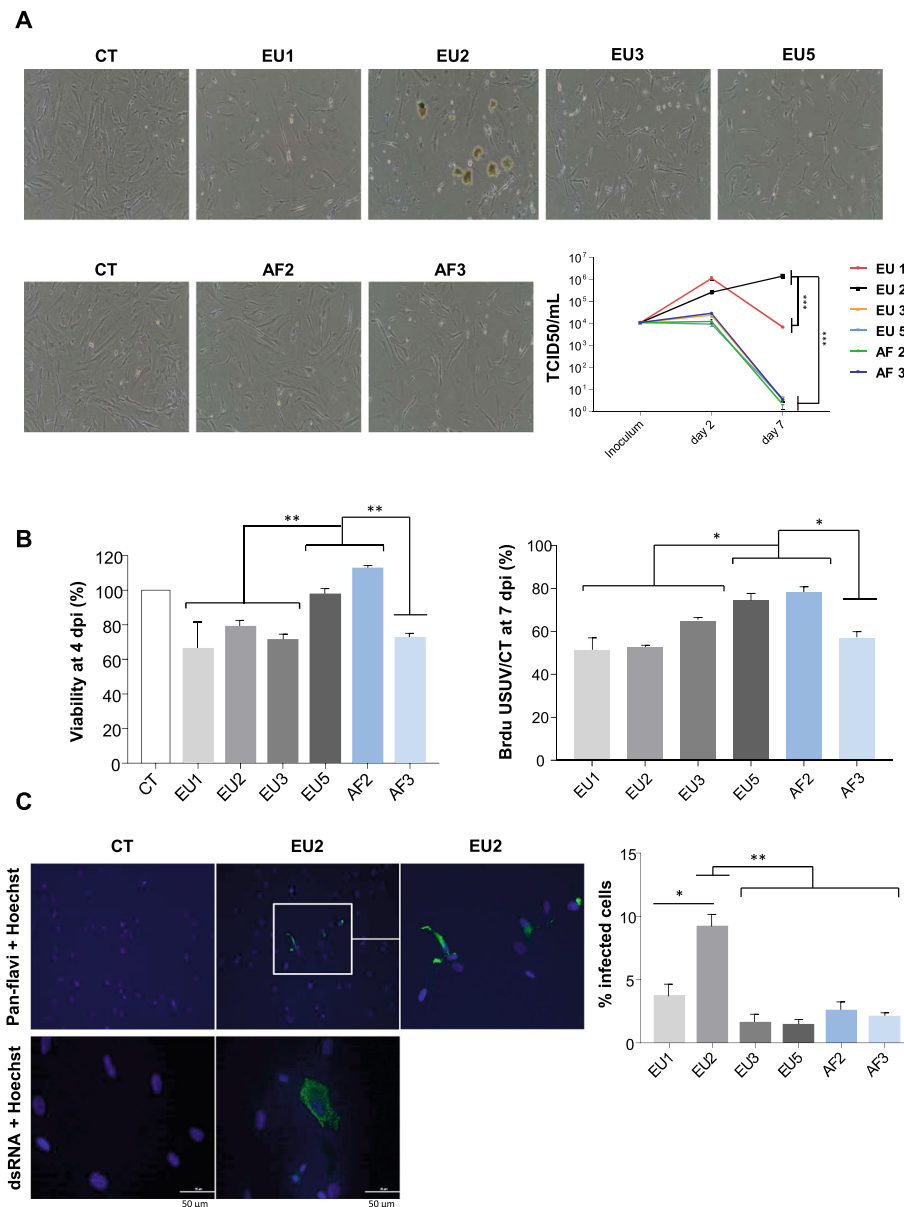 A
CT EU1 EU2 EU3 EU5
CT AF2 AF3
TCID50/mL
10⁷
10⁶
10⁵
10⁴
10³
10²
10¹
10⁰
Inoculum day 2 day 7
***
***
EU 1
EU 2
EU 3
EU 5
AF 2
AF 3
B
Viability at 4 dpi (%)
120
100
80
60
40
20
0
** **
CT EU1 EU2 EU3 EU5 AF2 AF3
Brdu USUV/CT at 7 dpi (%)
100
80
60
40
20
0
* *
EU1 EU2 EU3 EU5 AF2 AF3
C
CT EU2 EU2
Pan-flavi + Hoechst
dsRNA + Hoechst
50 µm 50 µm
% infected cells
15
10
5
0
**
*
EU1 EU2 EU3 EU5 AF2 AF3